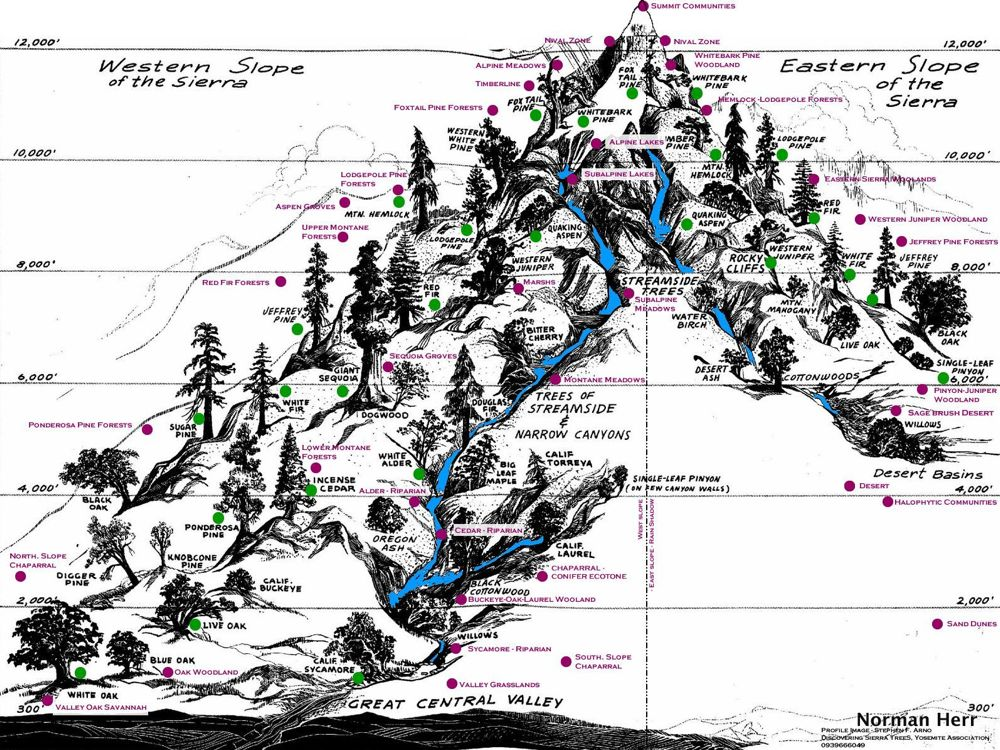 Summit Communities
Nival Zone
Nival Zone
12,000'
12,000'
Western Slope
of the Sierra
Eastern Slope
of the
Sierra
Alpine Meadows
Whitebark Pine
Woodland
FOX
TAIL
PINE
WHITEBARK
PINE
Timberline
Foxtail Pine Forests
FOX TAIL
PINE
WHITEBARK
PINE
Hemlock-Lodgepole Forests
WESTERN
WHITE
PINE
Alpine Lakes
MBER
PINE
LODGEPOLE
PINE
10,000'
10,000'
MTN.
HEMLOCK
Lodgepole Pine
Forests
Subalpine Lakes
Eastern Sierra Woolands
Aspen Groves
MTN. HEMLOCK
RED
FIR
Upper Montane
Forests
LODGEPOLE
PINE
QUAKING
ASPEN
QUAKING
ASPEN
Western Juniper Woodland
Jeffrey Pine Forests
WESTERN
JUNIPER
ROCKY
CLIFFS
WESTERN
JUNIPER
WHITE
FIR
JEFFREY
PINE
8,000'
8,000'
Red Fir Forests
RED
FIR
Marshs
STREAMSIDE
TREES
Subalpine
Meadows
MTN.
MAHOGANY
JEFFREY
PINE
WATER
BIRCH
BITTER
CHERRY
LIVE OAK
BLACK
OAK
Sequoia Groves
GIANT
SEQUOIA
DESERT
ASH
COTTONWOODS
SINGLE-LEAF
PINYON
6,000'
6,000'
Montane Meadows
Pinyon-Juniper
Woodland
WHITE
FIR
DOGWOOD
DOUGLAS
FIR
TREES OF
STREAMSIDE
&
NARROW CANYONS
Sage Brush Desert
WILLOWS
Ponderosa Pine Forests
SUGAR
PINE
Lower Montane
Forests
WHITE
ALDER
BIG
LEAF
MAPLE
CALIF
TORREYA
SINGLE-LEAF PINYON
(ON FEW CANYON WALLS)
Desert Basins
BLACK
OAK
INCENSE
CEDAR
Alder - Riparian
4,000'
4,000'
Desert
Halophytic Communities
PONDEROSA
PINE
OREGON
ASH
Cedar - Riparian
West slope
East slope - Rain Shadow
North. Slope
Chaparral
DIGGER
PINE
KNOBCONE
PINE
CALIF.
BUCKEYE
CALIF.
LAUREL
Chaparral -
Conifer Ecotone
BLACK
COTTONWOOD
Buckeye-Oak-Laurel Wooland
2,000'
2,000'
LIVE OAK
Sand Dunes
WILLOWS
Sycamore - Riparian
BLUE OAK
Oak Woodland
CALIF.
SYCAMORE
South. Slope
Chaparral
WHITE OAK
Valley Grasslands
Valley Oak Savannah
300'
300'
GREAT CENTRAL VALLEY
Norman Herr
Profile Image - Stephen F. Arno
Discovering Sierra Trees, Yosemite Association
0939666049